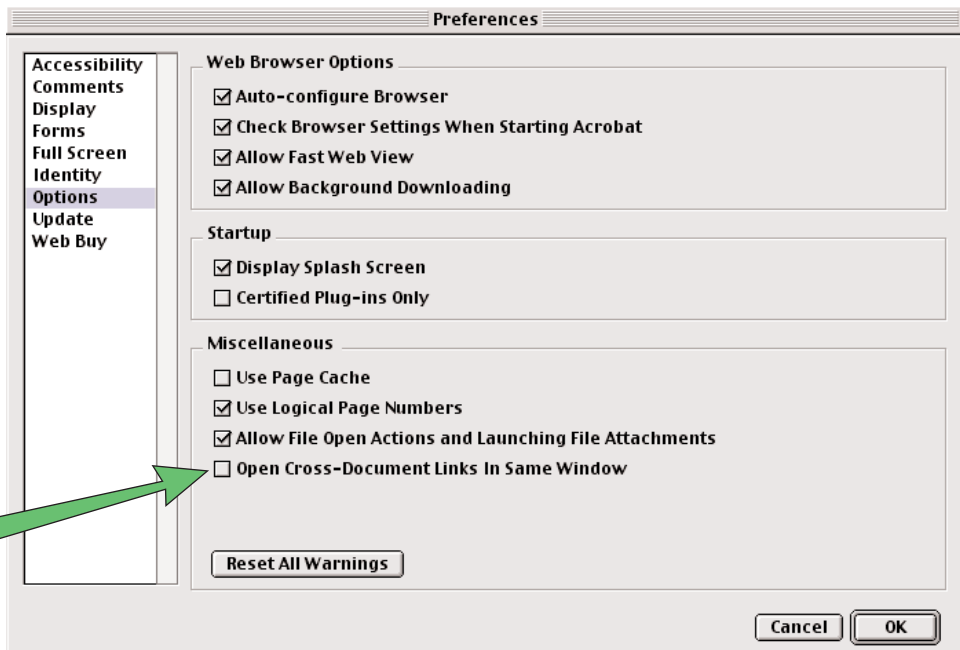 Preferences
Accessibility
Comments
Display
Forms
Full Screen
Identity
Options
Update
Web Buy
Web Browser Options
Auto-configure Browser
Check Browser Settings When Starting Acrobat
Allow Fast Web View
Allow Background Downloading
Startup
Display Splash Screen
Certified Plug-ins Only
Miscellaneous
Use Page Cache
Use Logical Page Numbers
Allow File Open Actions and Launching File Attachments
Open Cross-Document Links In Same Window
Reset All Warnings
Cancel OK